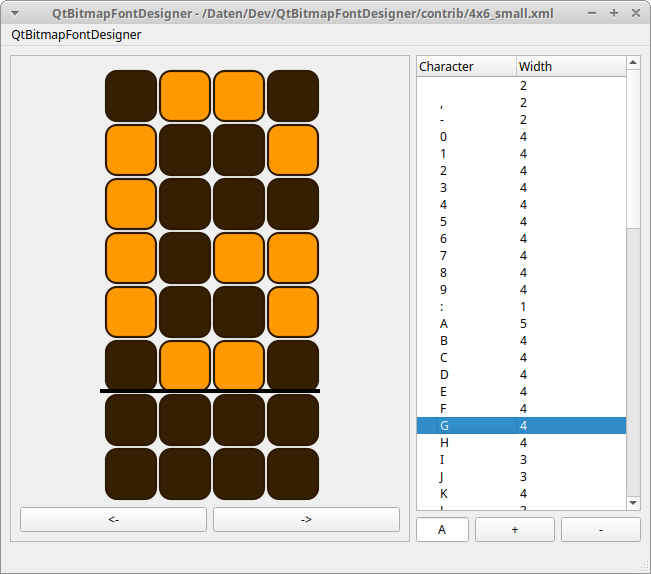 QtBitmapFontDesigner - /Daten/Dev/QtBitmapFontDesigner/contrib/4x6_small.xml
QtBitmapFontDesigner
Character Width
2
, 2
- 2
0 4
1 4
2 4
3 4
4 4
5 4
6 4
7 4
8 4
9 4
: 1
A 5
B 4
C 4
D 4
E 4
F 4
G 4
H 4
I 3
J 3
K 4
<- ->
A + -